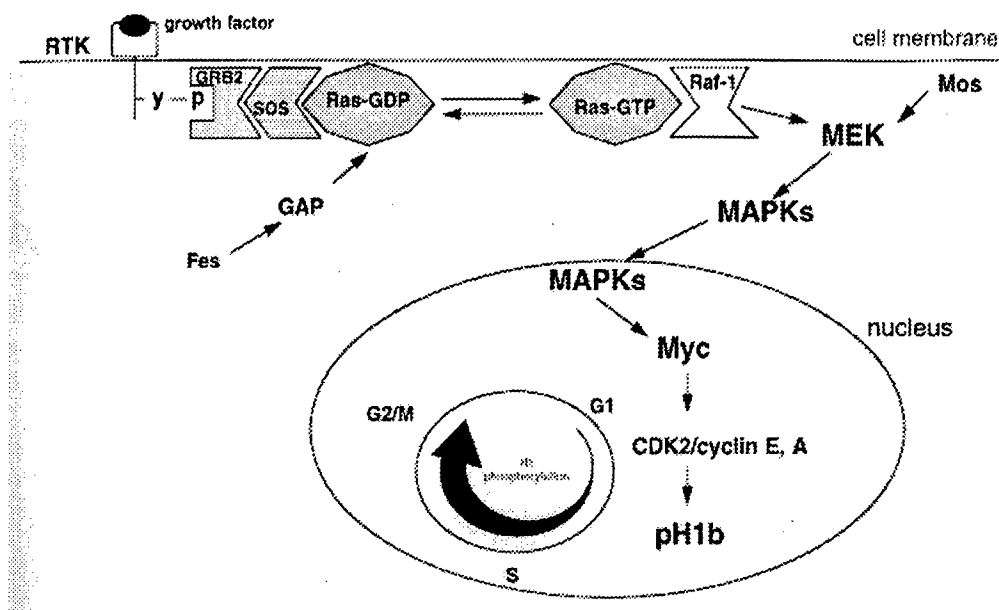 growth factor
RTK
cell membrane
GRB2
SOS
Ras-GDP
Ras-GTP
Raf-1
Mos
y
p
MEK
GAP
MAPKs
Fes
MAPKs
nucleus
Myc
G2/M
G1
CDK2/cyclin E, A
phosphorylation
pH1b
S